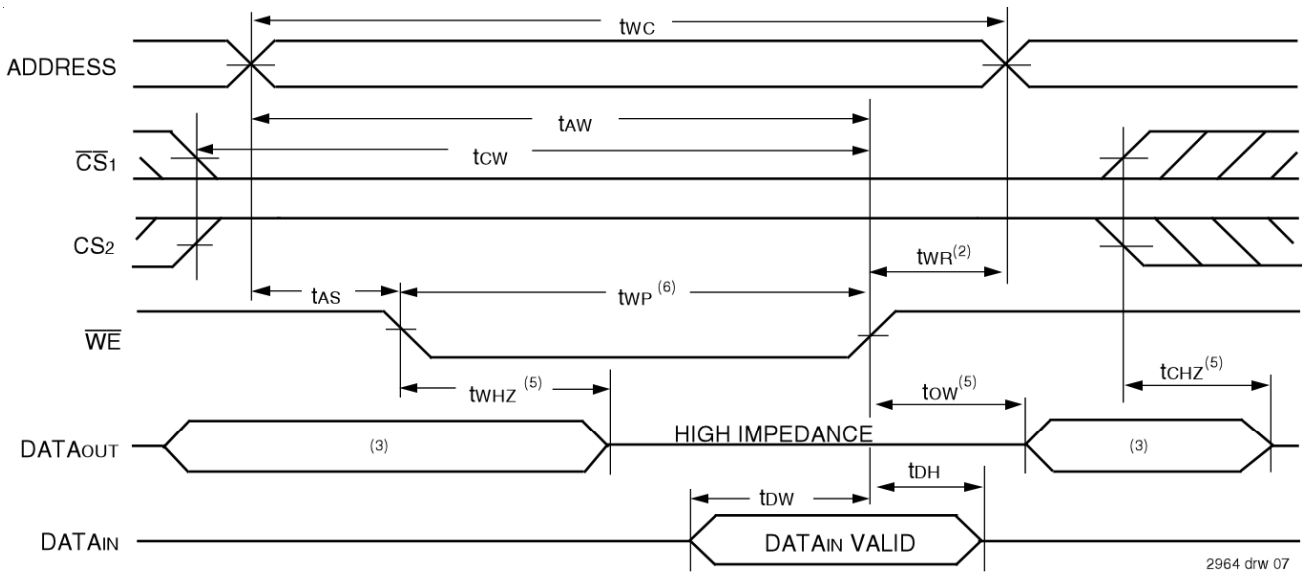 tWC
ADDRESS
tAW
CS1
tCW
CS2
tWR(2)
tAS
tWP (6)
WE
tWHZ (5)
tOW(5)
tCHZ(5)
DATAOUT
(3)
HIGH IMPEDANCE
(3)
tDW
tDH
DATAIN
DATAIN VALID
2964 drw 07